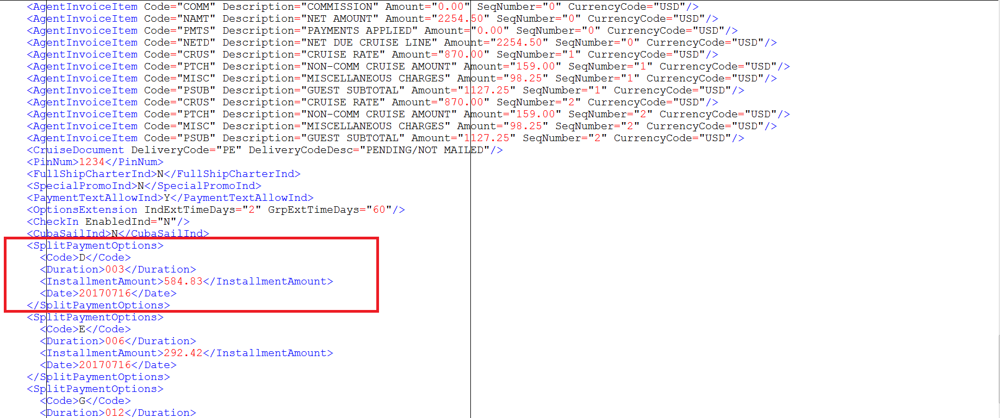 <AgentInvoiceItem Code="COMM" Description="COMMISSION" Amount="0.00" SeqNumber="0" CurrencyCode="USD"/>
<AgentInvoiceItem Code="NAMT" Description="NET AMOUNT" Amount="2254.50" SeqNumber="0" CurrencyCode="USD"/>
<AgentInvoiceItem Code="PMTS" Description="PAYMENTS APPLIED" Amount="0.00" SeqNumber="0" CurrencyCode="USD"/>
<AgentInvoiceItem Code="NETD" Description="NET DUE CRUISE LINE" Amount="2254.50" SeqNumber="0" CurrencyCode="USD"/>
<AgentInvoiceItem Code="CRUS" Description="CRUISE RATE" Amount="870.00" SeqNumber="1" CurrencyCode="USD"/>
<AgentInvoiceItem Code="PTCH" Description="NON-COMM CRUISE AMOUNT" Amount="159.00" SeqNumber="1" CurrencyCode="USD"/>
<AgentInvoiceItem Code="MISC" Description="MISCELLANEOUS CHARGES" Amount="98.25" SeqNumber="1" CurrencyCode="USD"/>
<AgentInvoiceItem Code="PSUB" Description="GUEST SUBTOTAL" Amount="1127.25" SeqNumber="1" CurrencyCode="USD"/>
<AgentInvoiceItem Code="CRUS" Description="CRUISE RATE" Amount="870.00" SeqNumber="2" CurrencyCode="USD"/>
<AgentInvoiceItem Code="PTCH" Description="NON-COMM CRUISE AMOUNT" Amount="159.00" SeqNumber="2" CurrencyCode="USD"/>
<AgentInvoiceItem Code="MISC" Description="MISCELLANEOUS CHARGES" Amount="98.25" SeqNumber="2" CurrencyCode="USD"/>
<AgentInvoiceItem Code="PSUB" Description="GUEST SUBTOTAL" Amount="1127.25" SeqNumber="2" CurrencyCode="USD"/>
<CruiseDocument DeliveryCode="PE" DeliveryCodeDesc="PENDING/NOT MAILED"/>
<PinNum>1234</PinNum>
<FullShipCharterInd>N</FullShipCharterInd>
<SpecialPromoInd>N</SpecialPromoInd>
<PaymentTextAllowInd>Y</PaymentTextAllowInd>
<OptionsExtension IndExtTimeDays="2" GrpExtTimeDays="60"/>
<CheckIn EnabledInd="N"/>
<CubaSailInd>N</CubaSailInd>
<SplitPaymentOptions>
<Code>D</Code>
<Duration>003</Duration>
<InstallmentAmount>584.83</InstallmentAmount>
<Date>20170716</Date>
</SplitPaymentOptions>
<SplitPaymentOptions>
<Code>E</Code>
<Duration>006</Duration>
<InstallmentAmount>292.42</InstallmentAmount>
<Date>20170716</Date>
</SplitPaymentOptions>
<SplitPaymentOptions>
<Code>G</Code>
<Duration>012</Duration>